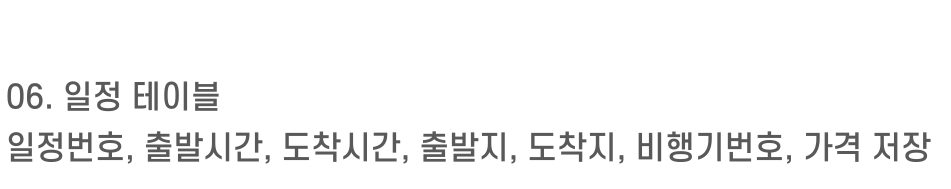 06. 일정 테이블
일정번호, 출발시간, 도착시간, 출발지, 도착지, 비행기번호, 가격 저장